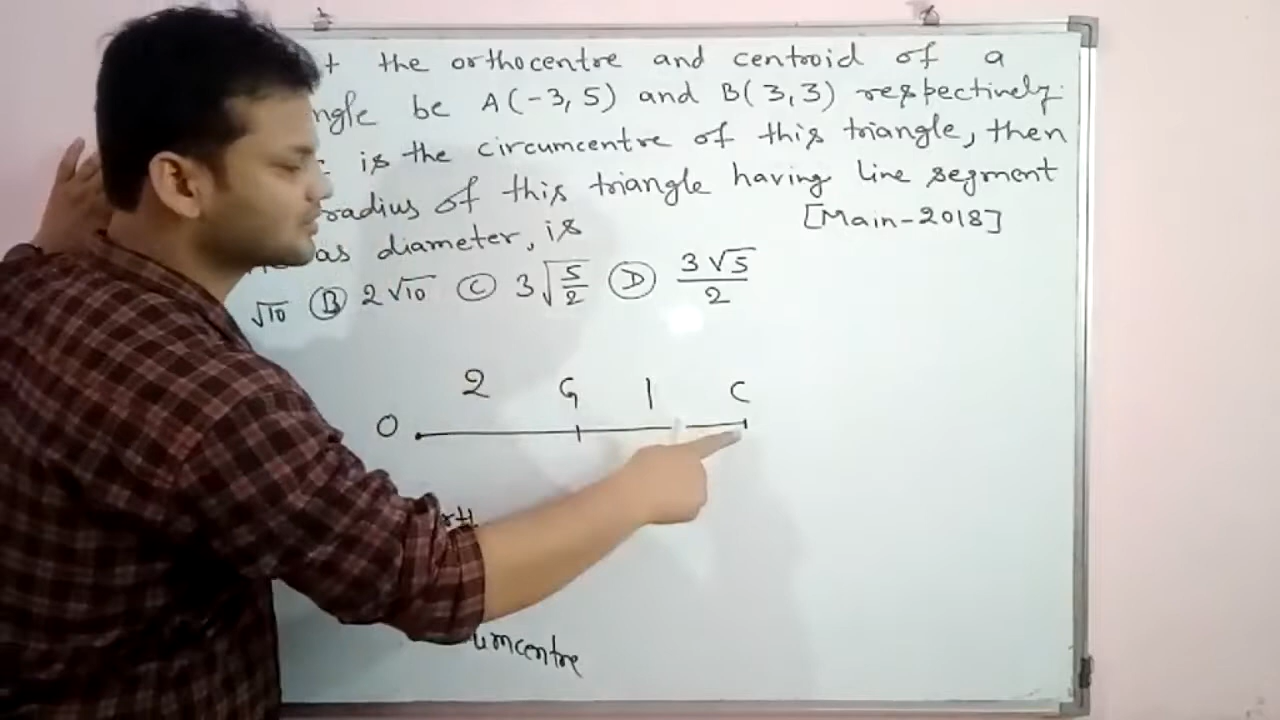 the orthocentre and centroid of a
be A(-3, 5) and B(3, 3) respectively.
is the circumcentre of this triangle, then
radius of this triangle having line segment
as diameter, is [Main-2018]
√10 (B) 2√10 (C) 3√(5/2) (D) 3√5/2
2 G 1 C
O